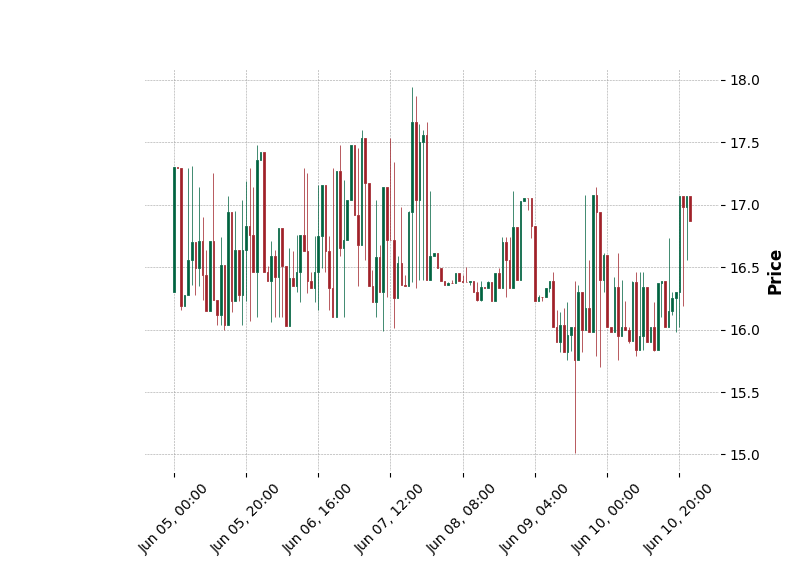 18.0
17.5
17.0
16.5
16.0
15.5
15.0
Price
Jun 05, 00:00
Jun 05, 20:00
Jun 06, 16:00
Jun 07, 12:00
Jun 08, 08:00
Jun 09, 04:00
Jun 10, 00:00
Jun 10, 20:00